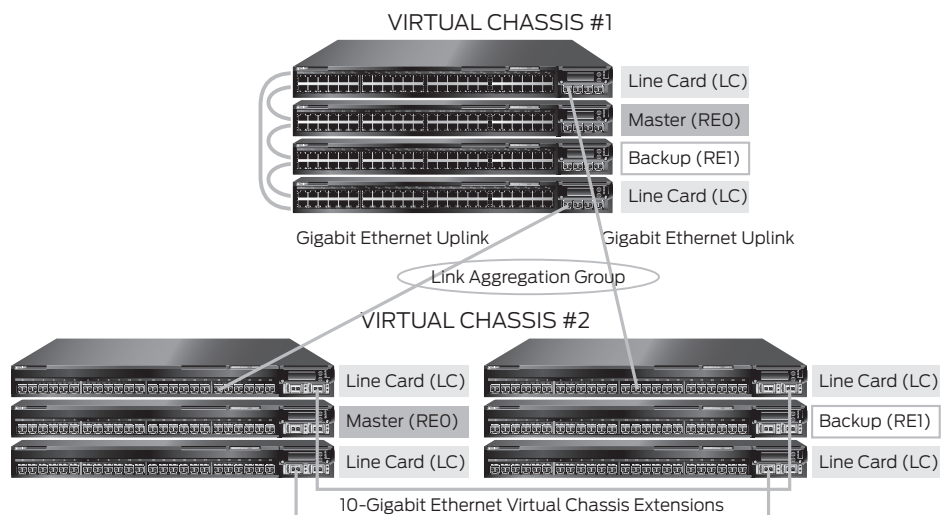 VIRTUAL CHASSIS #1
Line Card (LC)
Master (RE0)
Backup (RE1)
Line Card (LC)
Gigabit Ethernet Uplink
Gigabit Ethernet Uplink
Link Aggregation Group
VIRTUAL CHASSIS #2
Line Card (LC)
Line Card (LC)
Master (RE0)
Backup (RE1)
Line Card (LC)
Line Card (LC)
10-Gigabit Ethernet Virtual Chassis Extensions